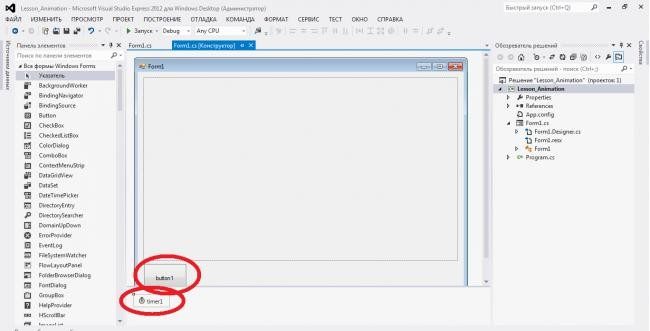 Lesson_Animation - Microsoft Visual Studio Express 2012 для Windows Desktop (Администратор)
Быстрый запуск (Ctrl+Q)
ФАЙЛ ИЗМЕНИТЬ ПРОСМОТР ПРОЕКТ ПОСТРОЕНИЕ ОТЛАДКА КОМАНДА ФОРМАТ СЕРВИС ТЕСТ ОКНО СПРАВКА
Запуск Debug Any CPU
Источники данных
Панель элементов
Поиск по панели элементов
Все формы Windows Forms
Указатель
BackgroundWorker
BindingNavigator
BindingSource
Button
CheckBox
CheckedListBox
ColorDialog
ComboBox
ContextMenuStrip
DataGridView
DataSet
DateTimePicker
DirectoryEntry
DirectorySearcher
DomainUpDown
ErrorProvider
EventLog
FileSystemWatcher
FlowLayoutPanel
FolderBrowserDialog
FontDialog
GroupBox
HelpProvider
HScrollBar
ImageList
Form1.cs
Form1.cs [Конструктор]
Form1
button1
timer1
Обозреватель решений
Обозреватель решений - поиск (Ctrl+;)
Решение "Lesson_Animation" (проектов: 1)
Lesson_Animation
Properties
References
App.config
Form1.cs
Form1.Designer.cs
Form1.resx
Form1
Program.cs
Свойства